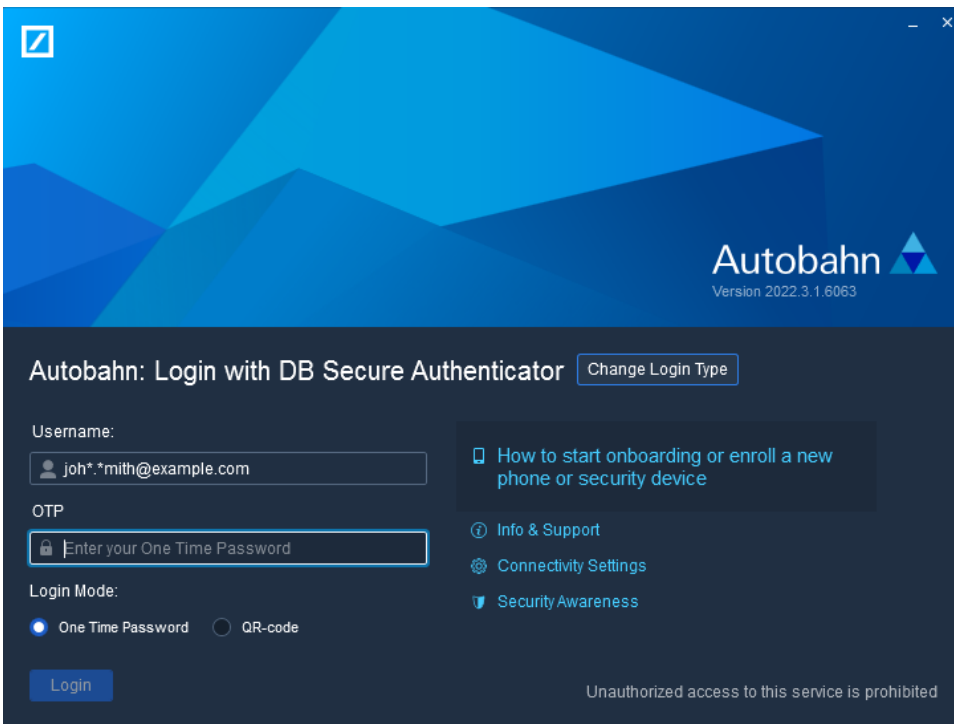 Autobahn
Version 2022.3.1.6063
Autobahn: Login with DB Secure Authenticator
Change Login Type
Username:
joh*.*mith@example.com
OTP
Enter your One Time Password
Login Mode:
One Time Password
QR-code
Login
How to start onboarding or enroll a new
phone or security device
Info & Support
Connectivity Settings
Security Awareness
Unauthorized access to this service is prohibited